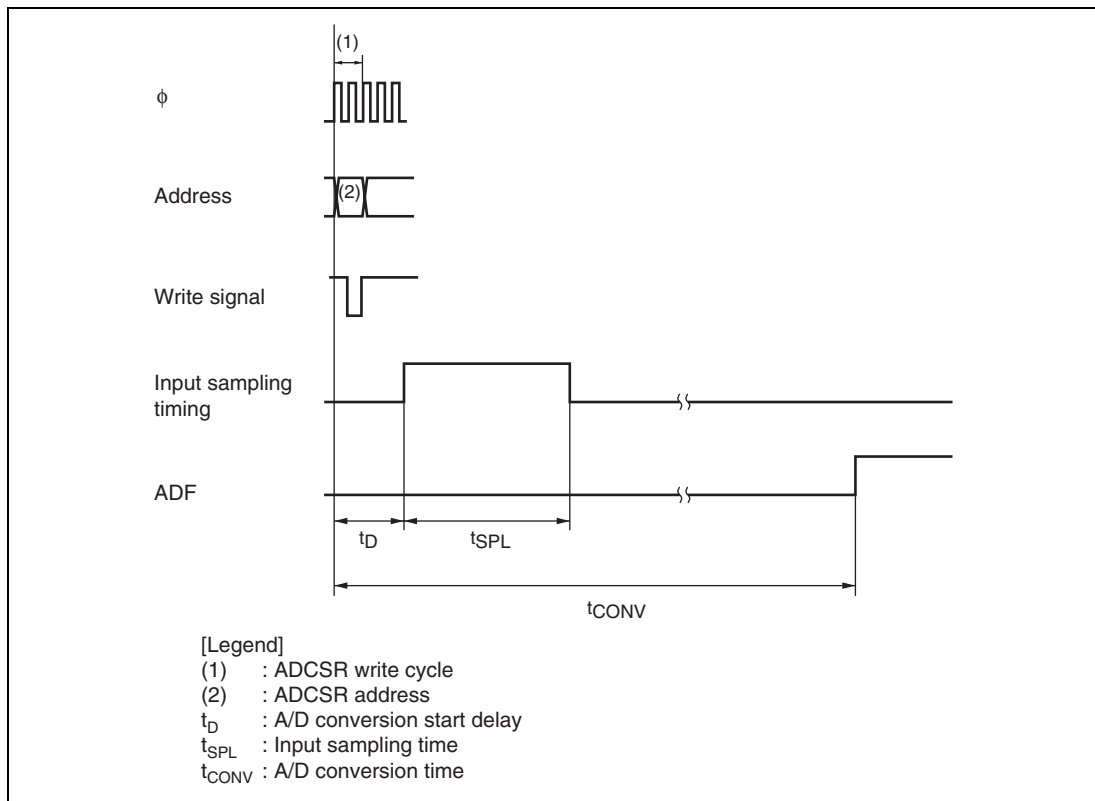 (1)
ϕ
Address
(2)
Write signal
Input sampling
timing
ADF
tD
tSPL
tCONV
[Legend]
(1) : ADCSR write cycle
(2) : ADCSR address
tD : A/D conversion start delay
tSPL : Input sampling time
tCONV : A/D conversion time